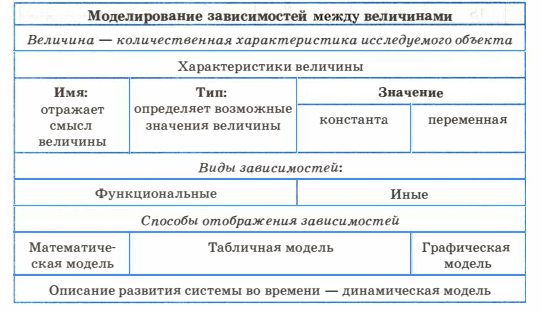 Моделирование зависимостей между величинами
Величина — количественная характеристика исследуемого объекта
Характеристики величины
Имя:
отражает
смысл
величины
Тип:
определяет возможные
значения величины
Значение
константа
переменная
Виды зависимостей:
Функциональные
Иные
Способы отображения зависимостей
Математиче-
ская модель
Табличная модель
Графическая
модель
Описание развития системы во времени — динамическая модель